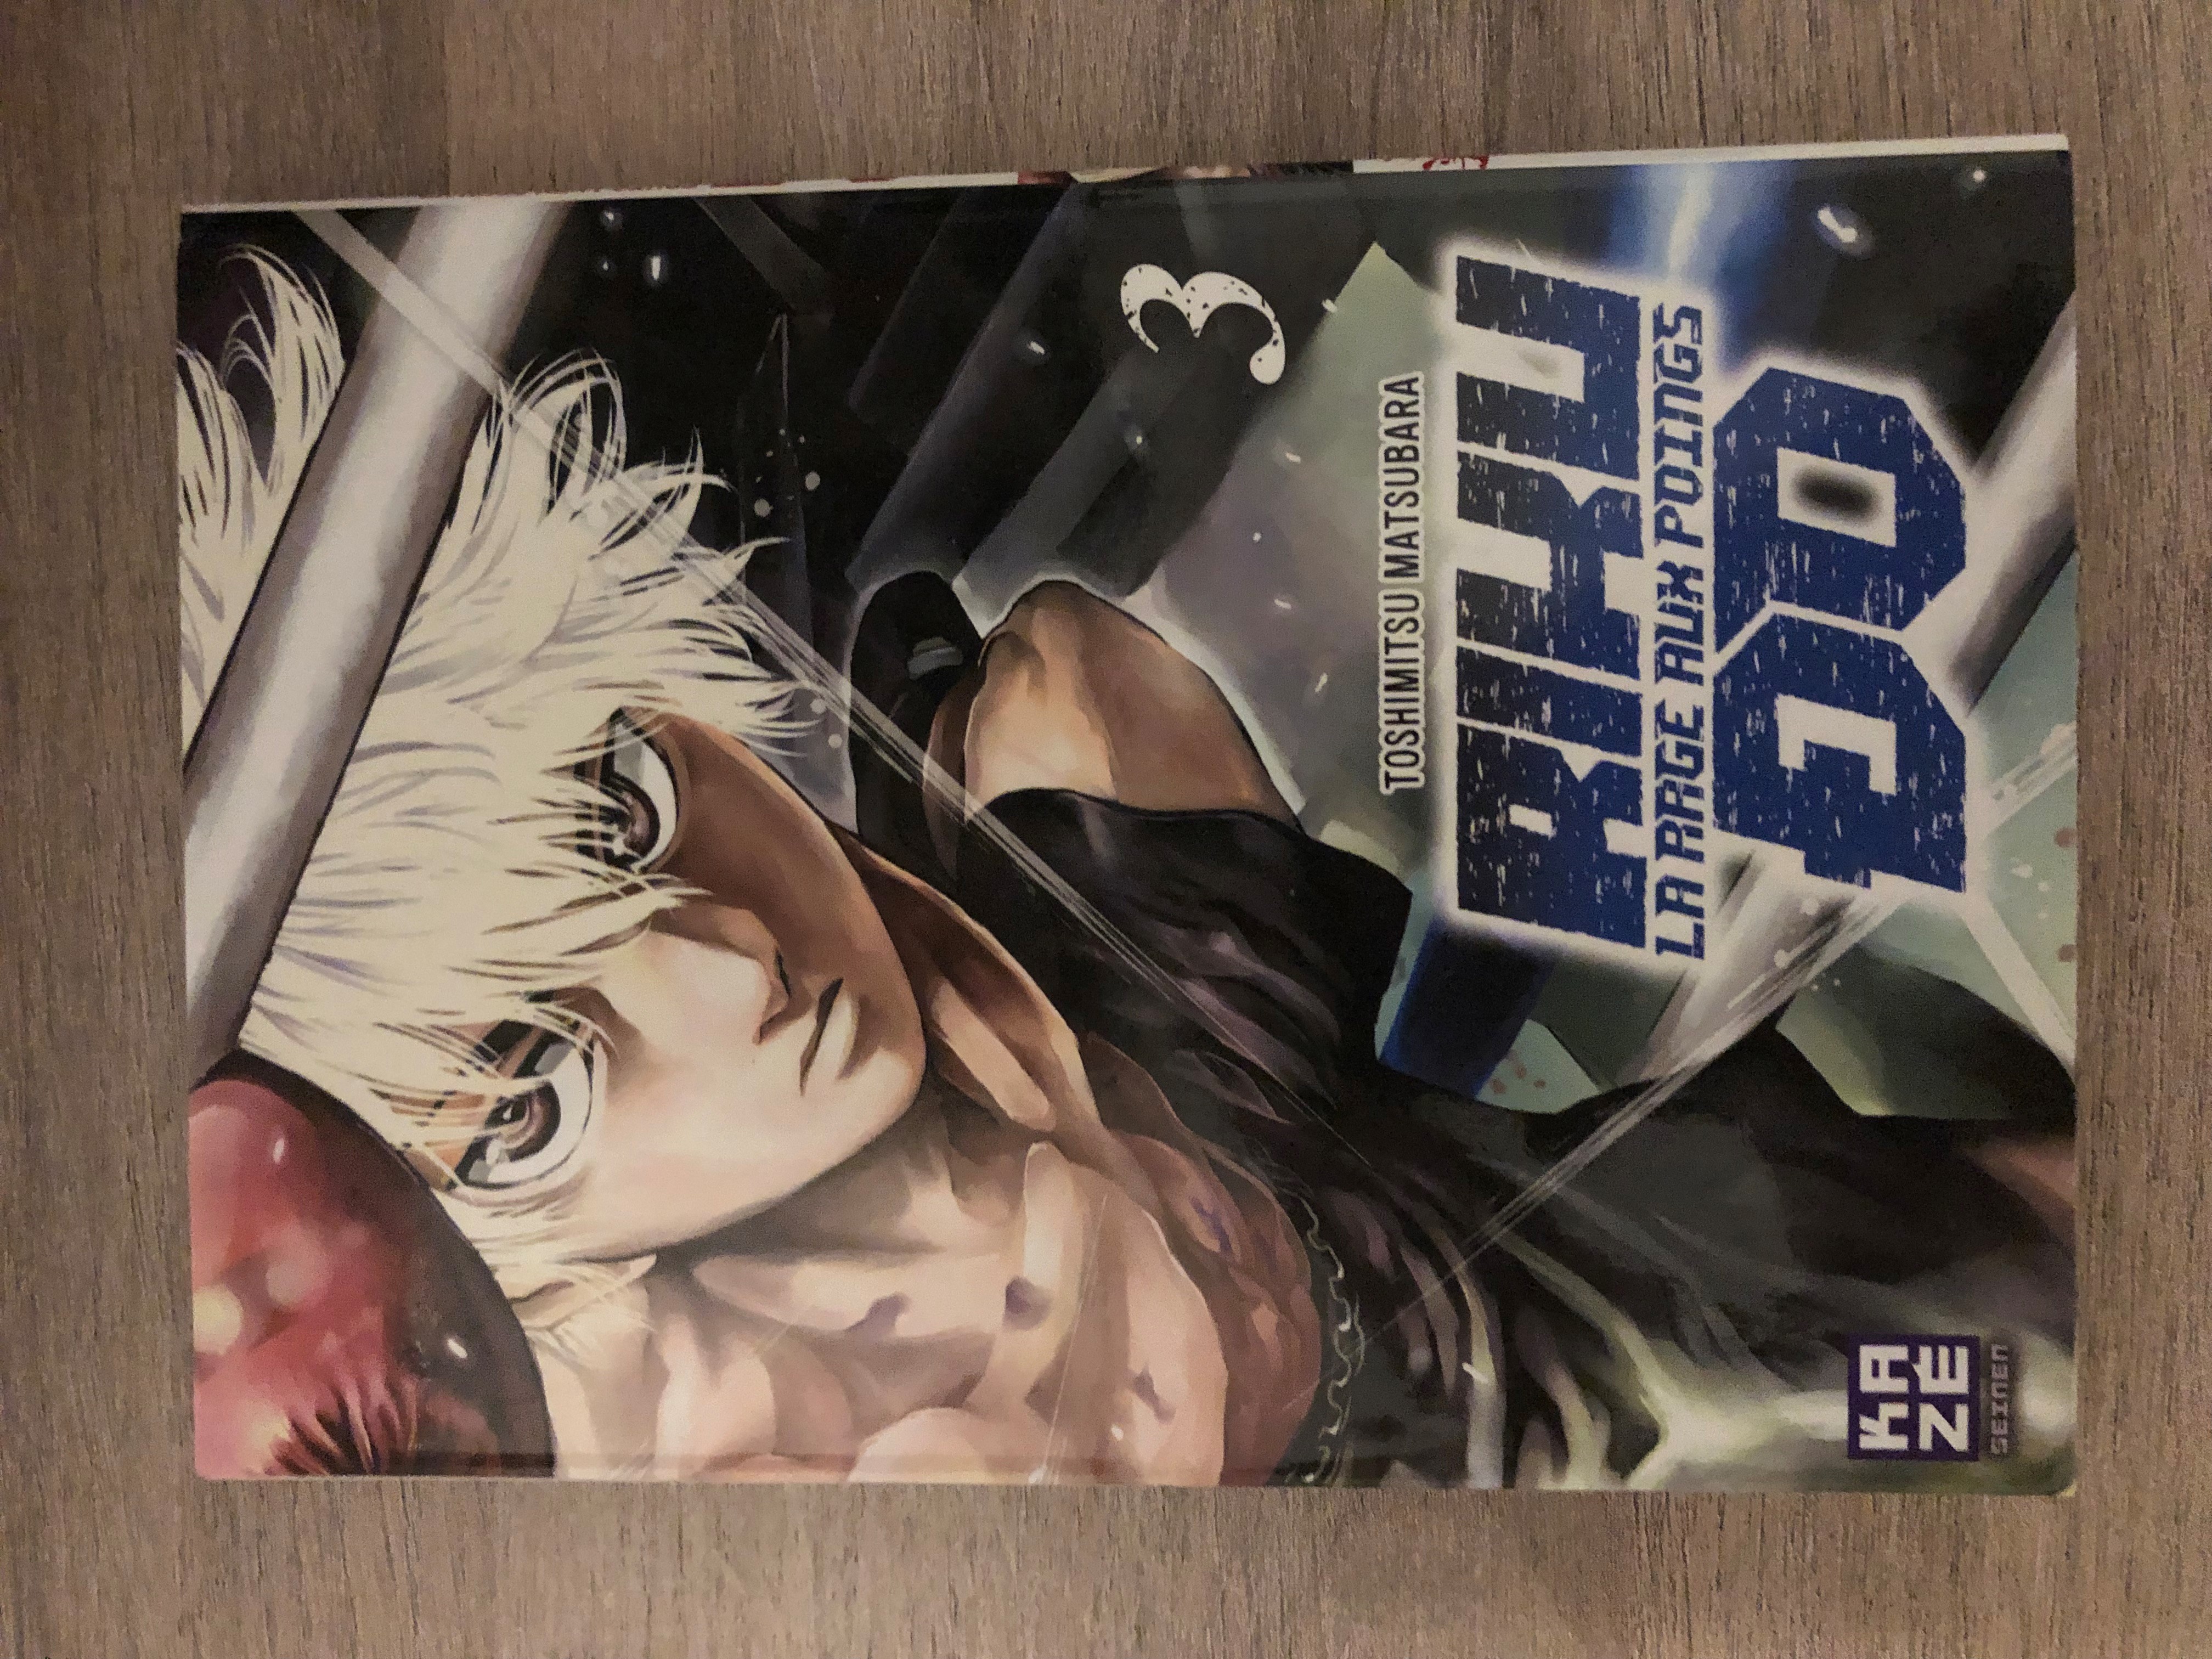 3
TOSHIMITSU MATSUBARA
RIKU
LA RAGE AUX POINGS
DO
KA
ZÉ
SEINEN